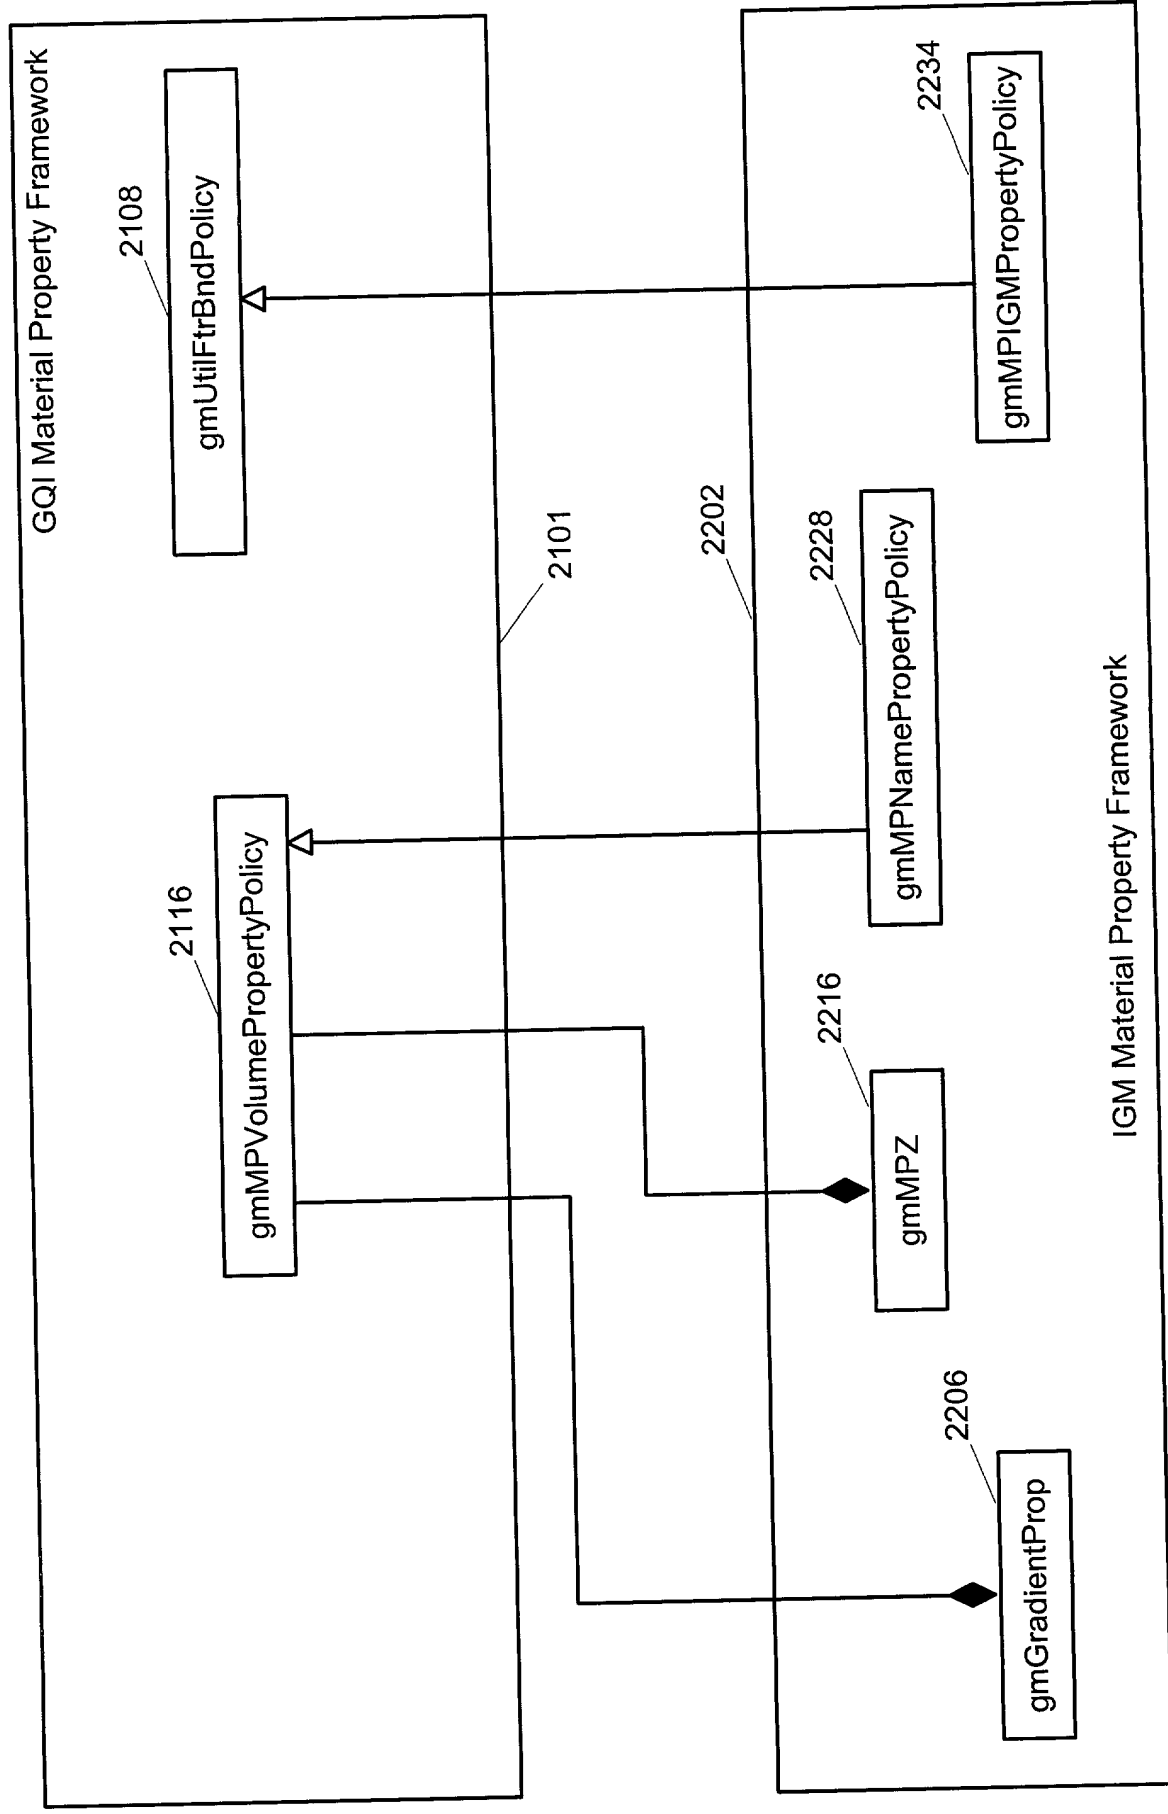 GQI Material Property Framework
2108
gmUtilFtrBndPolicy
2116
gmMPVolumePropertyPolicy
2101
2202
2234
gmMPIGMPropertyPolicy
2228
gmMPNamePropertyPolicy
2216
gmMPZ
2206
gmGradientProp
IGM Material Property Framework